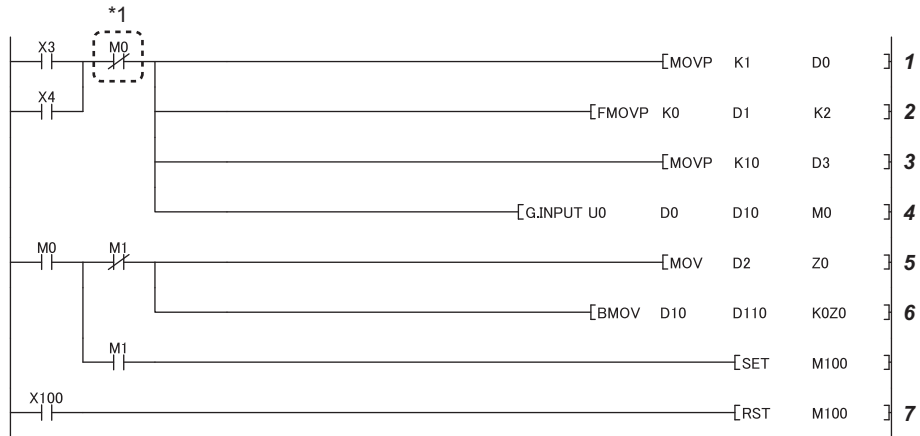 *1
X3 M0 [MOVP K1 D0 ] 1
X4 [FMOVP K0 D1 K2 ] 2
[MOVP K10 D3 ] 3
[G.INPUT U0 D0 D10 M0 ] 4
M0 M1 [MOV D2 Z0 ] 5
[BMOV D10 D110 K0Z0 ] 6
M1 [SET M100 ]
X100 [RST M100 ] 7